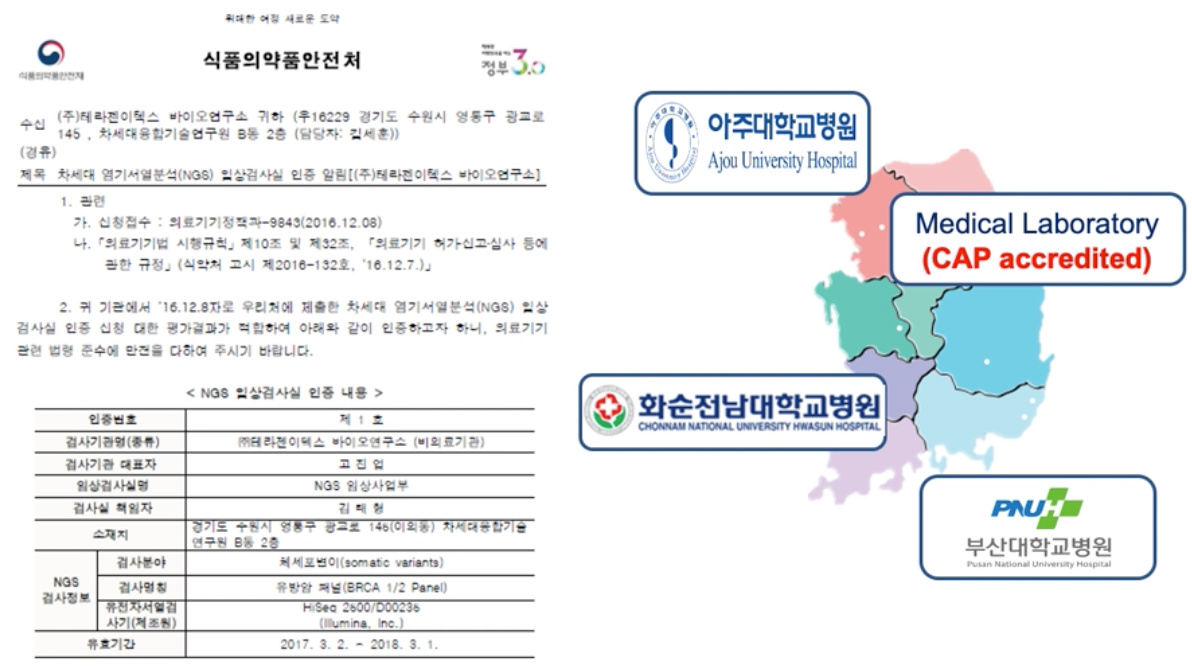 위대한 여정 새로운 도약
식품의약품안전처
식품의약품안전처
정부3.0
수신 (주)테라젠이텍스 바이오연구소 귀하 (우16229 경기도 수원시 영통구 광교로
145 , 차세대융합기술연구원 B동 2층 (담당자: 김세훈))
(경유)
제목 차세대 염기서열분석(NGS) 임상검사실 인증 알림[(주)테라젠이텍스 바이오연구소]
1. 관련
가. 신청접수 : 의료기기정책과-9843(2016.12.08)
나.「의료기기법 시행규칙」제10조 및 제32조, 「의료기기 허가·신고·심사 등에
관한 규정」(식약처 고시 제2016-132호, '16.12.7.)」
2. 귀 기관에서 '16.12.8자로 우리처에 제출한 차세대 염기서열분석(NGS) 임상
검사실 인증 신청 대한 평가결과가 적합하여 아래와 같이 인증하고자 하니, 의료기기
관련 법령 준수에 만전을 다하여 주시기 바랍니다.
< NGS 임상검사실 인증 내용 >
인증번호 제 1 호
검사기관명(종류) ㈜테라젠이텍스 바이오연구소 (비의료기관)
검사기관 대표자 고 진 업
임상검사실명 NGS 임상사업부
검사실 책임자 김 태 형
소재지 경기도 수원시 영통구 광교로 145(이의동) 차세대융합기술
연구원 B동 2층
NGS 검사정보
검사분야 체세포변이(somatic variants)
검사명칭 유방암 패널(BRCA 1/2 Panel)
유전자서열검 HiSeq 2500/D00235
사기(제조원) (Illumina, Inc.)
유효기간 2017. 3. 2. - 2018. 3. 1.
아주대학교병원
Ajou University Hospital
Medical Laboratory
(CAP accredited)
화순전남대학교병원
CHONNAM NATIONAL UNIVERSITY HWASUN HOSPITAL
PNUH
부산대학교병원
Pusan National University Hospital